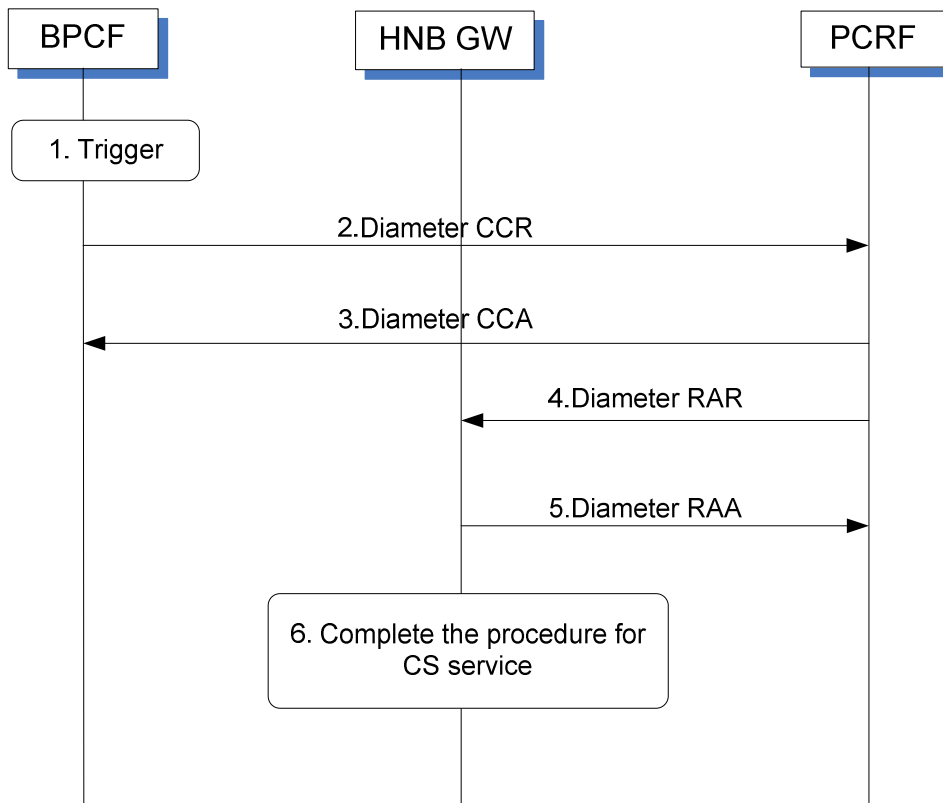 BPCF
HNB GW
PCRF
1. Trigger
2.Diameter CCR
3.Diameter CCA
4.Diameter RAR
5.Diameter RAA
6. Complete the procedure for
CS service